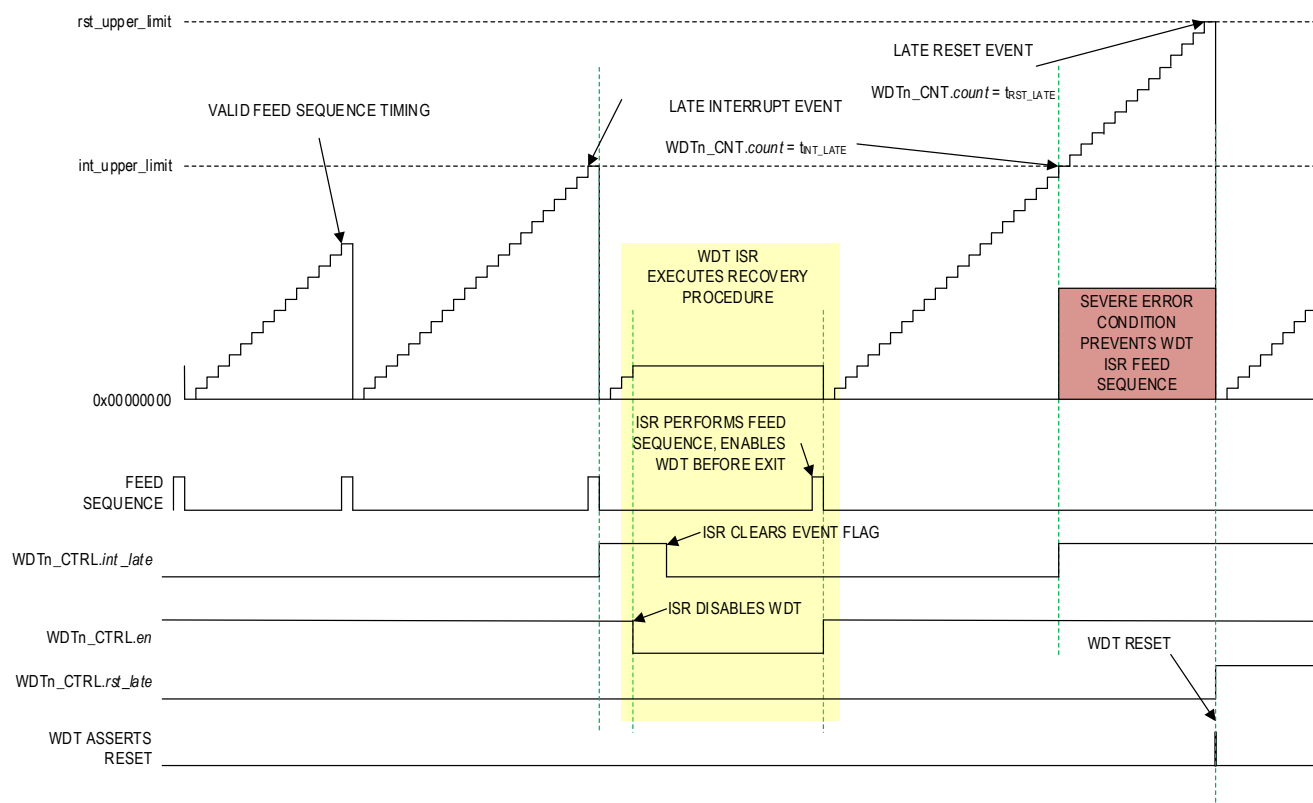 rst_upper_limit
LATE RESET EVENT
WDTn_CNT.count = tRST_LATE
VALID FEED SEQUENCE TIMING
LATE INTERRUPT EVENT
WDTn_CNT.count = tINT_LATE
int_upper_limit
WDT ISR
EXECUTES RECOVERY
PROCEDURE
SEVERE ERROR
CONDITION
PREVENTS WDT
ISR FEED
SEQUENCE
0x00000000
ISR PERFORMS FEED
SEQUENCE, ENABLES
WDT BEFORE EXIT
FEED
SEQUENCE
ISR CLEARS EVENT FLAG
WDTn_CTRL.int_late
ISR DISABLES WDT
WDTn_CTRL.en
WDT RESET
WDTn_CTRL.rst_late
WDT ASSERTS
RESET